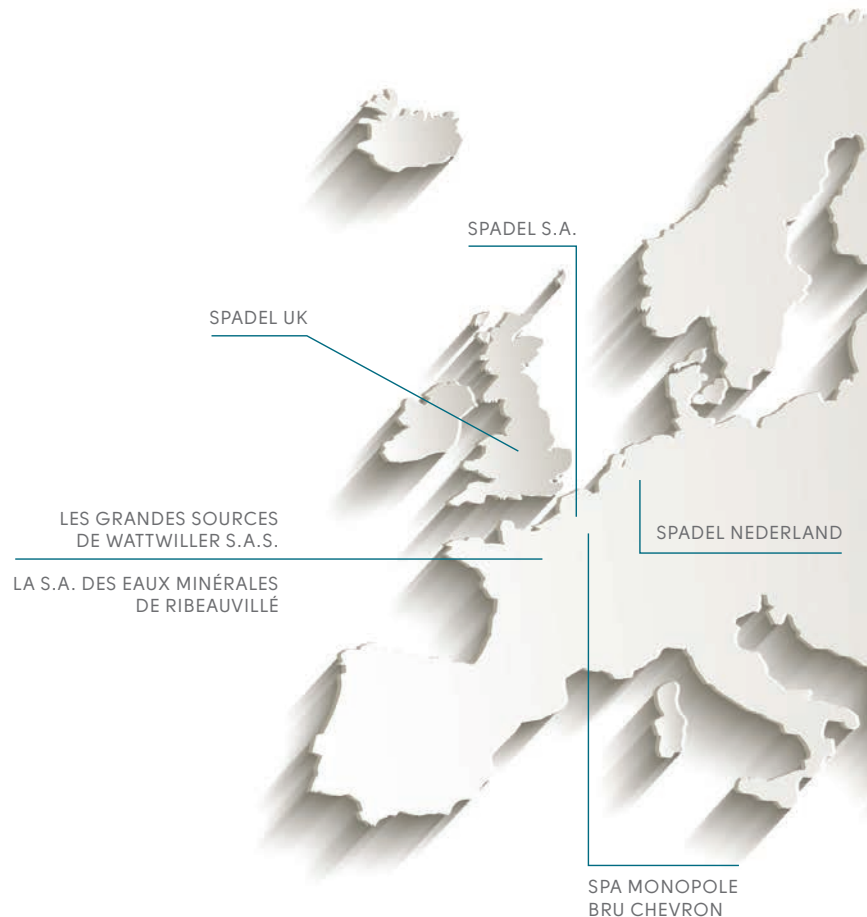 SPADEL S.A.
SPADEL UK
LES GRANDES SOURCES
DE WATTWILLER S.A.S.
LA S.A. DES EAUX MINÉRALES
DE RIBEAUVILLÉ
SPADEL NEDERLAND
SPA MONOPOLE
BRU CHEVRON